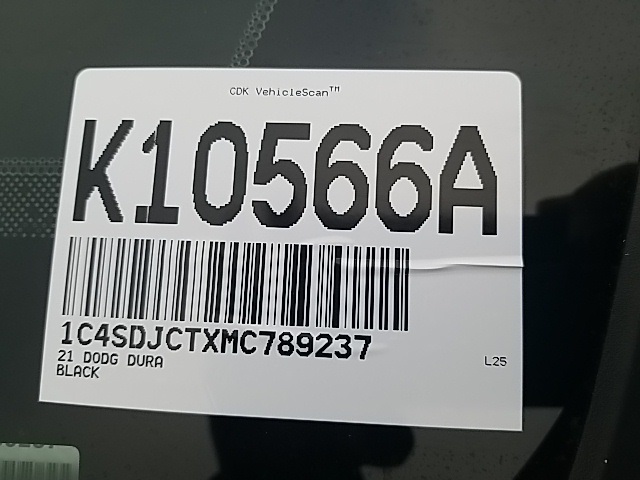 CDK VehicleScan™
K10566A
1C4SDJCTXMC789237
21 DODG DURA
L25
BLACK